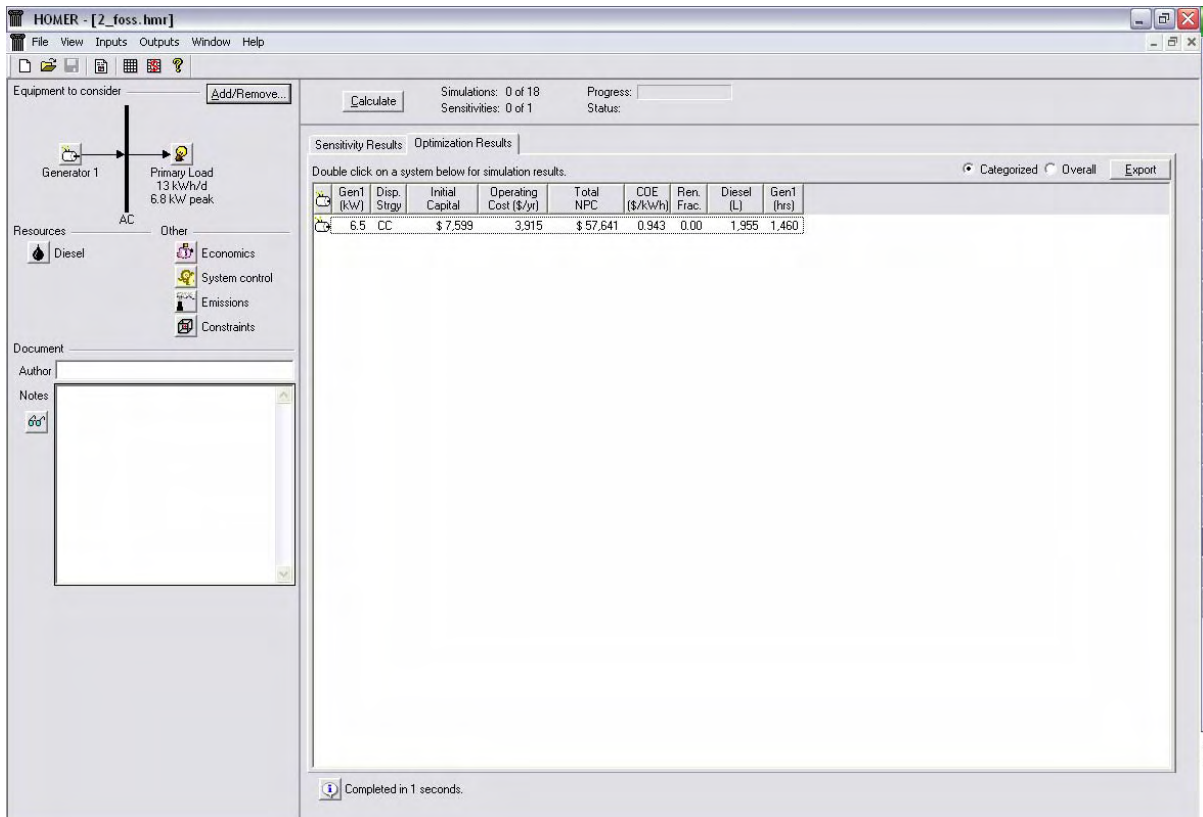 HOMER - [2_foss.hmr]
File View Inputs Outputs Window Help
Equipment to consider
Add/Remove...
Generator 1
Primary Load
13 kWh/d
6.8 kW peak
AC
Resources
Other
Diesel
Economics
System control
Emissions
Constraints
Document
Author
Notes
Calculate
Simulations: 0 of 18
Progress:
Sensitivities: 0 of 1
Status:
Sensitivity Results
Optimization Results
Double click on a system below for simulation results.
Categorized
Overall
Export
Gen1 Disp. Initial Operating Total COE Ren. Diesel Gen1
(kW) Strgy Capital Cost ($/yr) NPC ($/kWh) Frac. (L) (hrs)
6.5 CC $ 7,599 3,915 $ 57,641 0.943 0.00 1,955 1,460
Completed in 1 seconds.